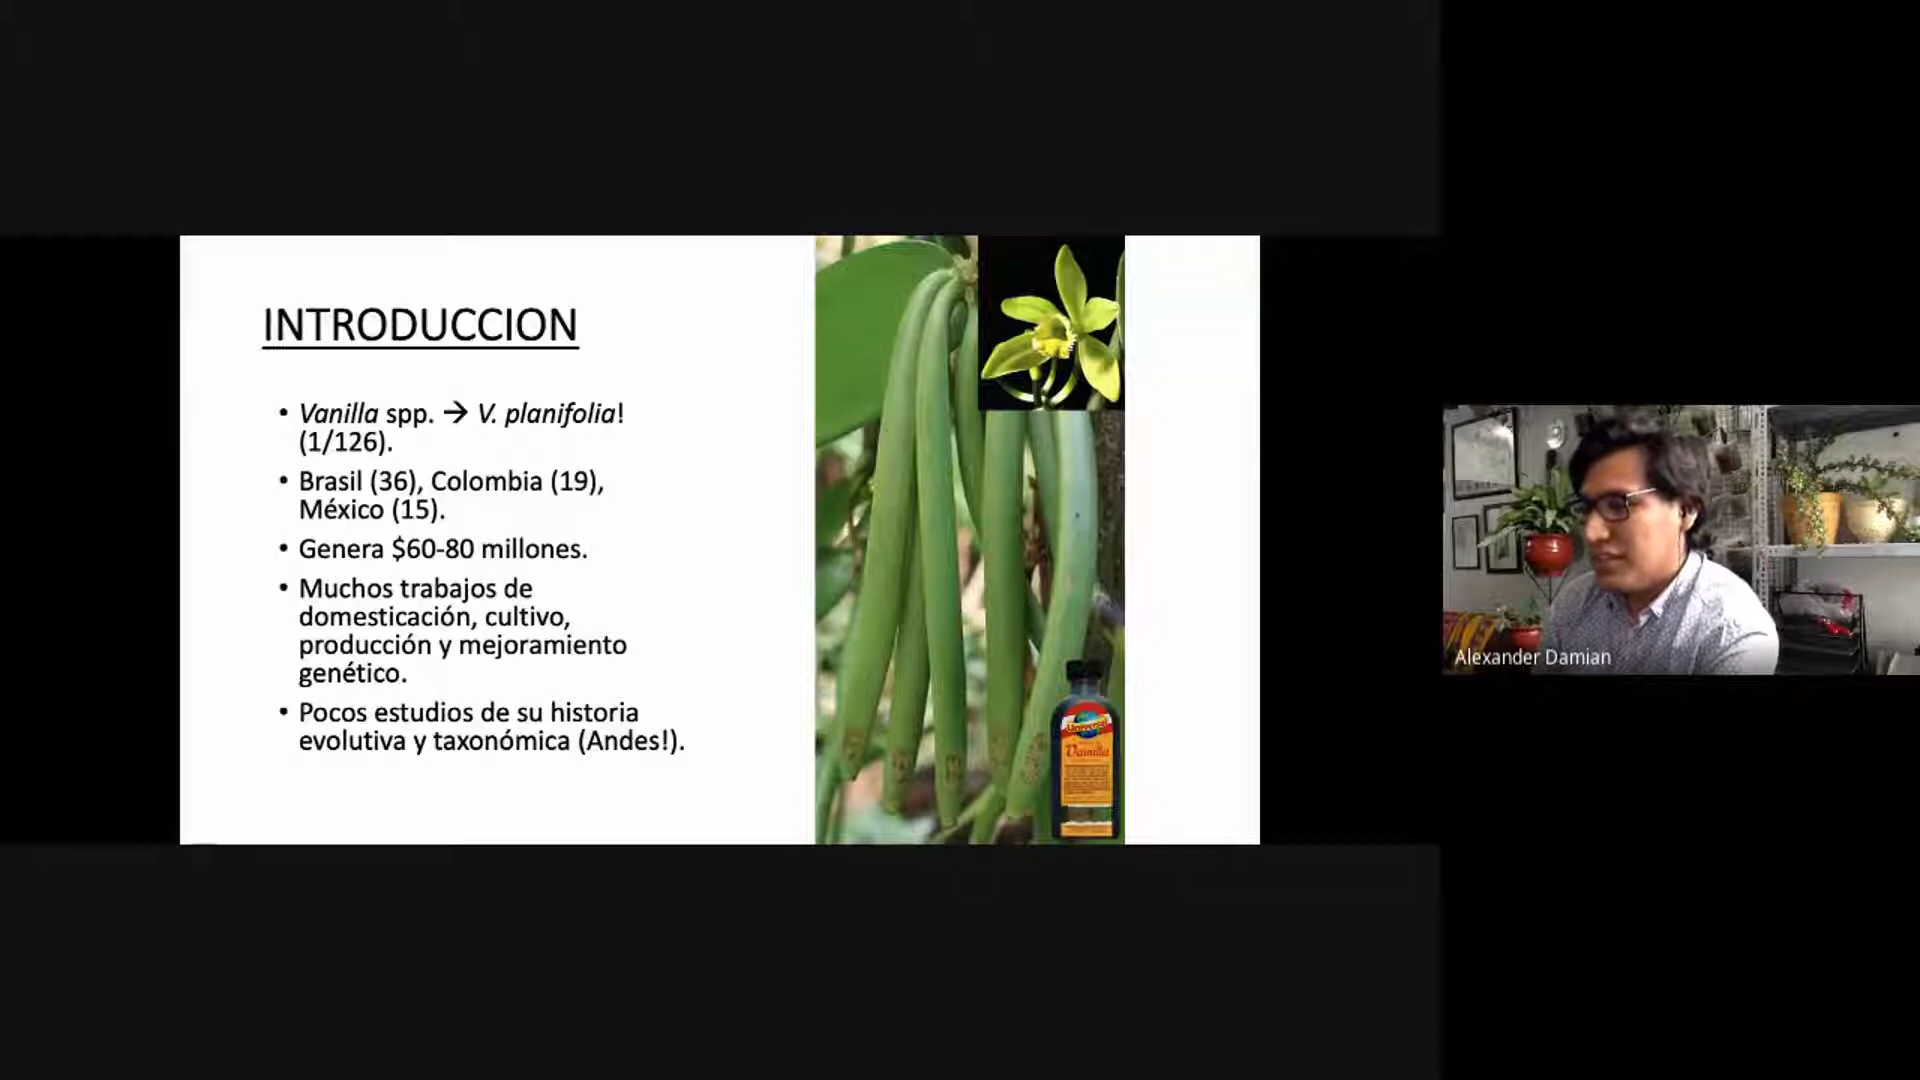 INTRODUCCION
• Vanilla spp. → V. planifolia!
(1/126).
• Brasil (36), Colombia (19),
México (15).
• Genera $60-80 millones.
• Muchos trabajos de
domesticación, cultivo,
producción y mejoramiento
genético.
• Pocos estudios de su historia
evolutiva y taxonómica (Andes!).
Universal
Vainilla
Alexander Damian